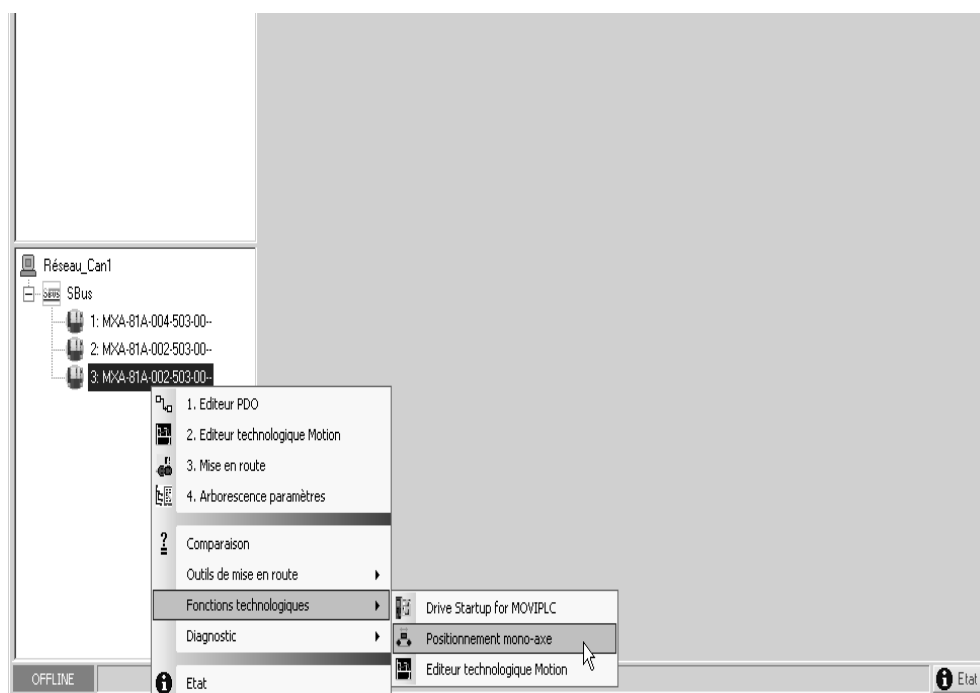 Réseau_Can1
SBus
1: MXA-81A-004-503-00--
2: MXA-81A-002-503-00--
3: MXA-81A-002-503-00--
1. Editeur PDO
2. Editeur technologique Motion
3. Mise en route
4. Arborescence paramètres
Comparaison
Outils de mise en route
Fonctions technologiques
Diagnostic
Etat
Drive Startup for MOVIPLC
Positionnement mono-axe
Editeur technologique Motion
OFFLINE
Etat